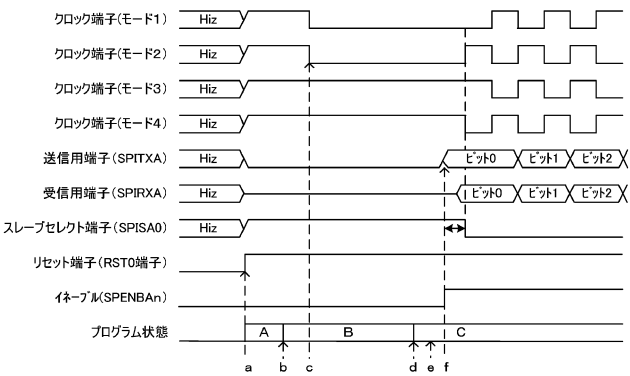 クロック端子(モード1) Hiz
クロック端子(モード2) Hiz
クロック端子(モード3) Hiz
クロック端子(モード4) Hiz
送信用端子(SPITXA) Hiz ビット0 ビット1 ビット2
受信用端子(SPIRXA) Hiz ビット0 ビット1 ビット2
スレーブセレクト端子(SPISA0) Hiz
リセット端子(RST0端子)
イネーブル(SPENBAn)
プログラム状態 A B C
a b c d e f